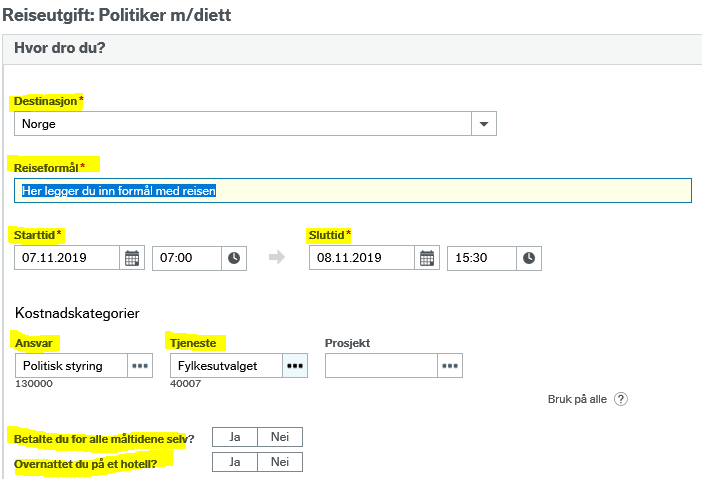 Reiseutgift: Politiker m/diett
Hvor dro du?
Destinasjon*
Norge
Reiseformål*
Her legger du inn formål med reisen
Starttid* Sluttid*
07.11.2019 07:00 08.11.2019 15:30
Kostnadskategorier
Ansvar Tjeneste Prosjekt
Politisk styring ... Fylkesutvalget ... ...
130000 40007
Bruk på alle ?
Betalte du for alle måltidene selv? Ja Nei
Overnattet du på et hotell? Ja Nei